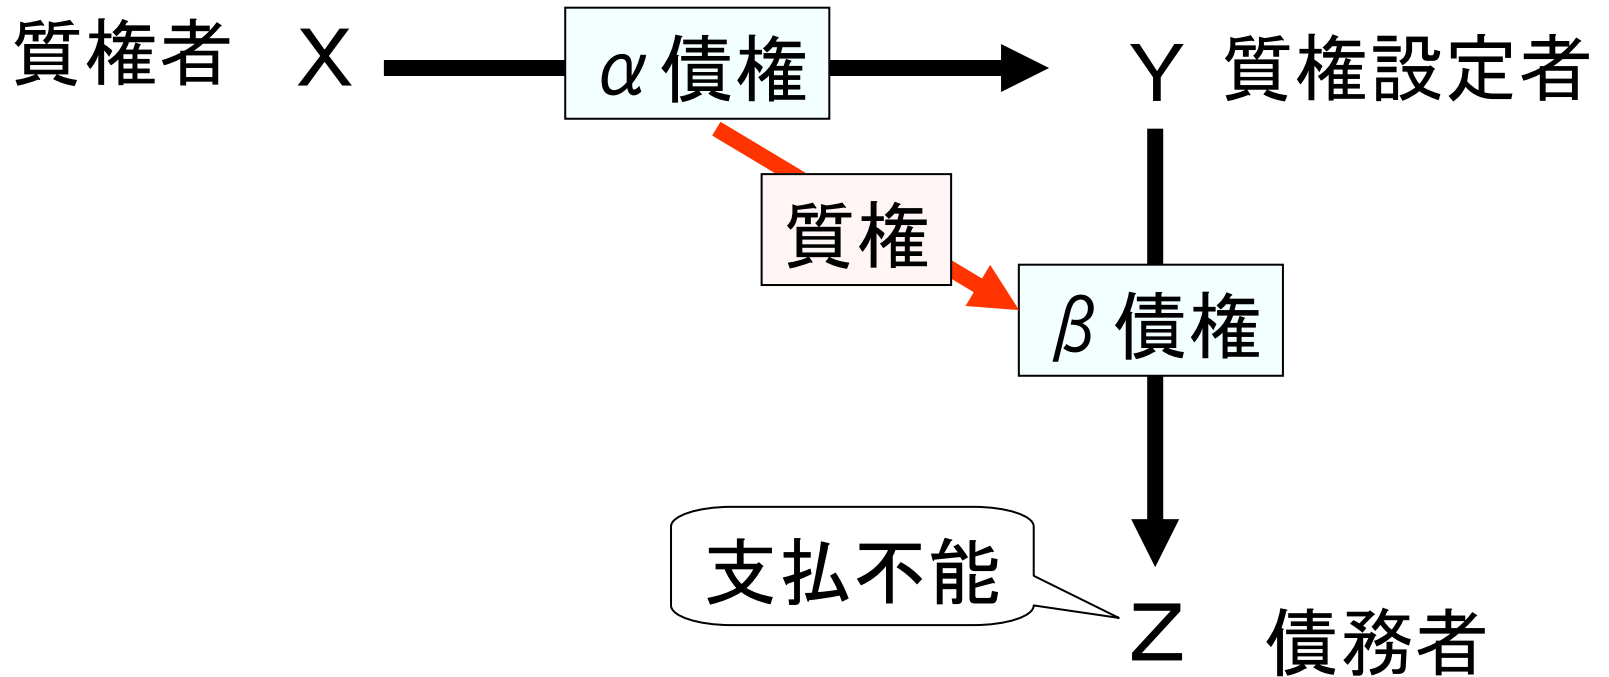 質権者 X
α債権
Y 質権設定者
質権
β債権
支払不能
Z 債務者